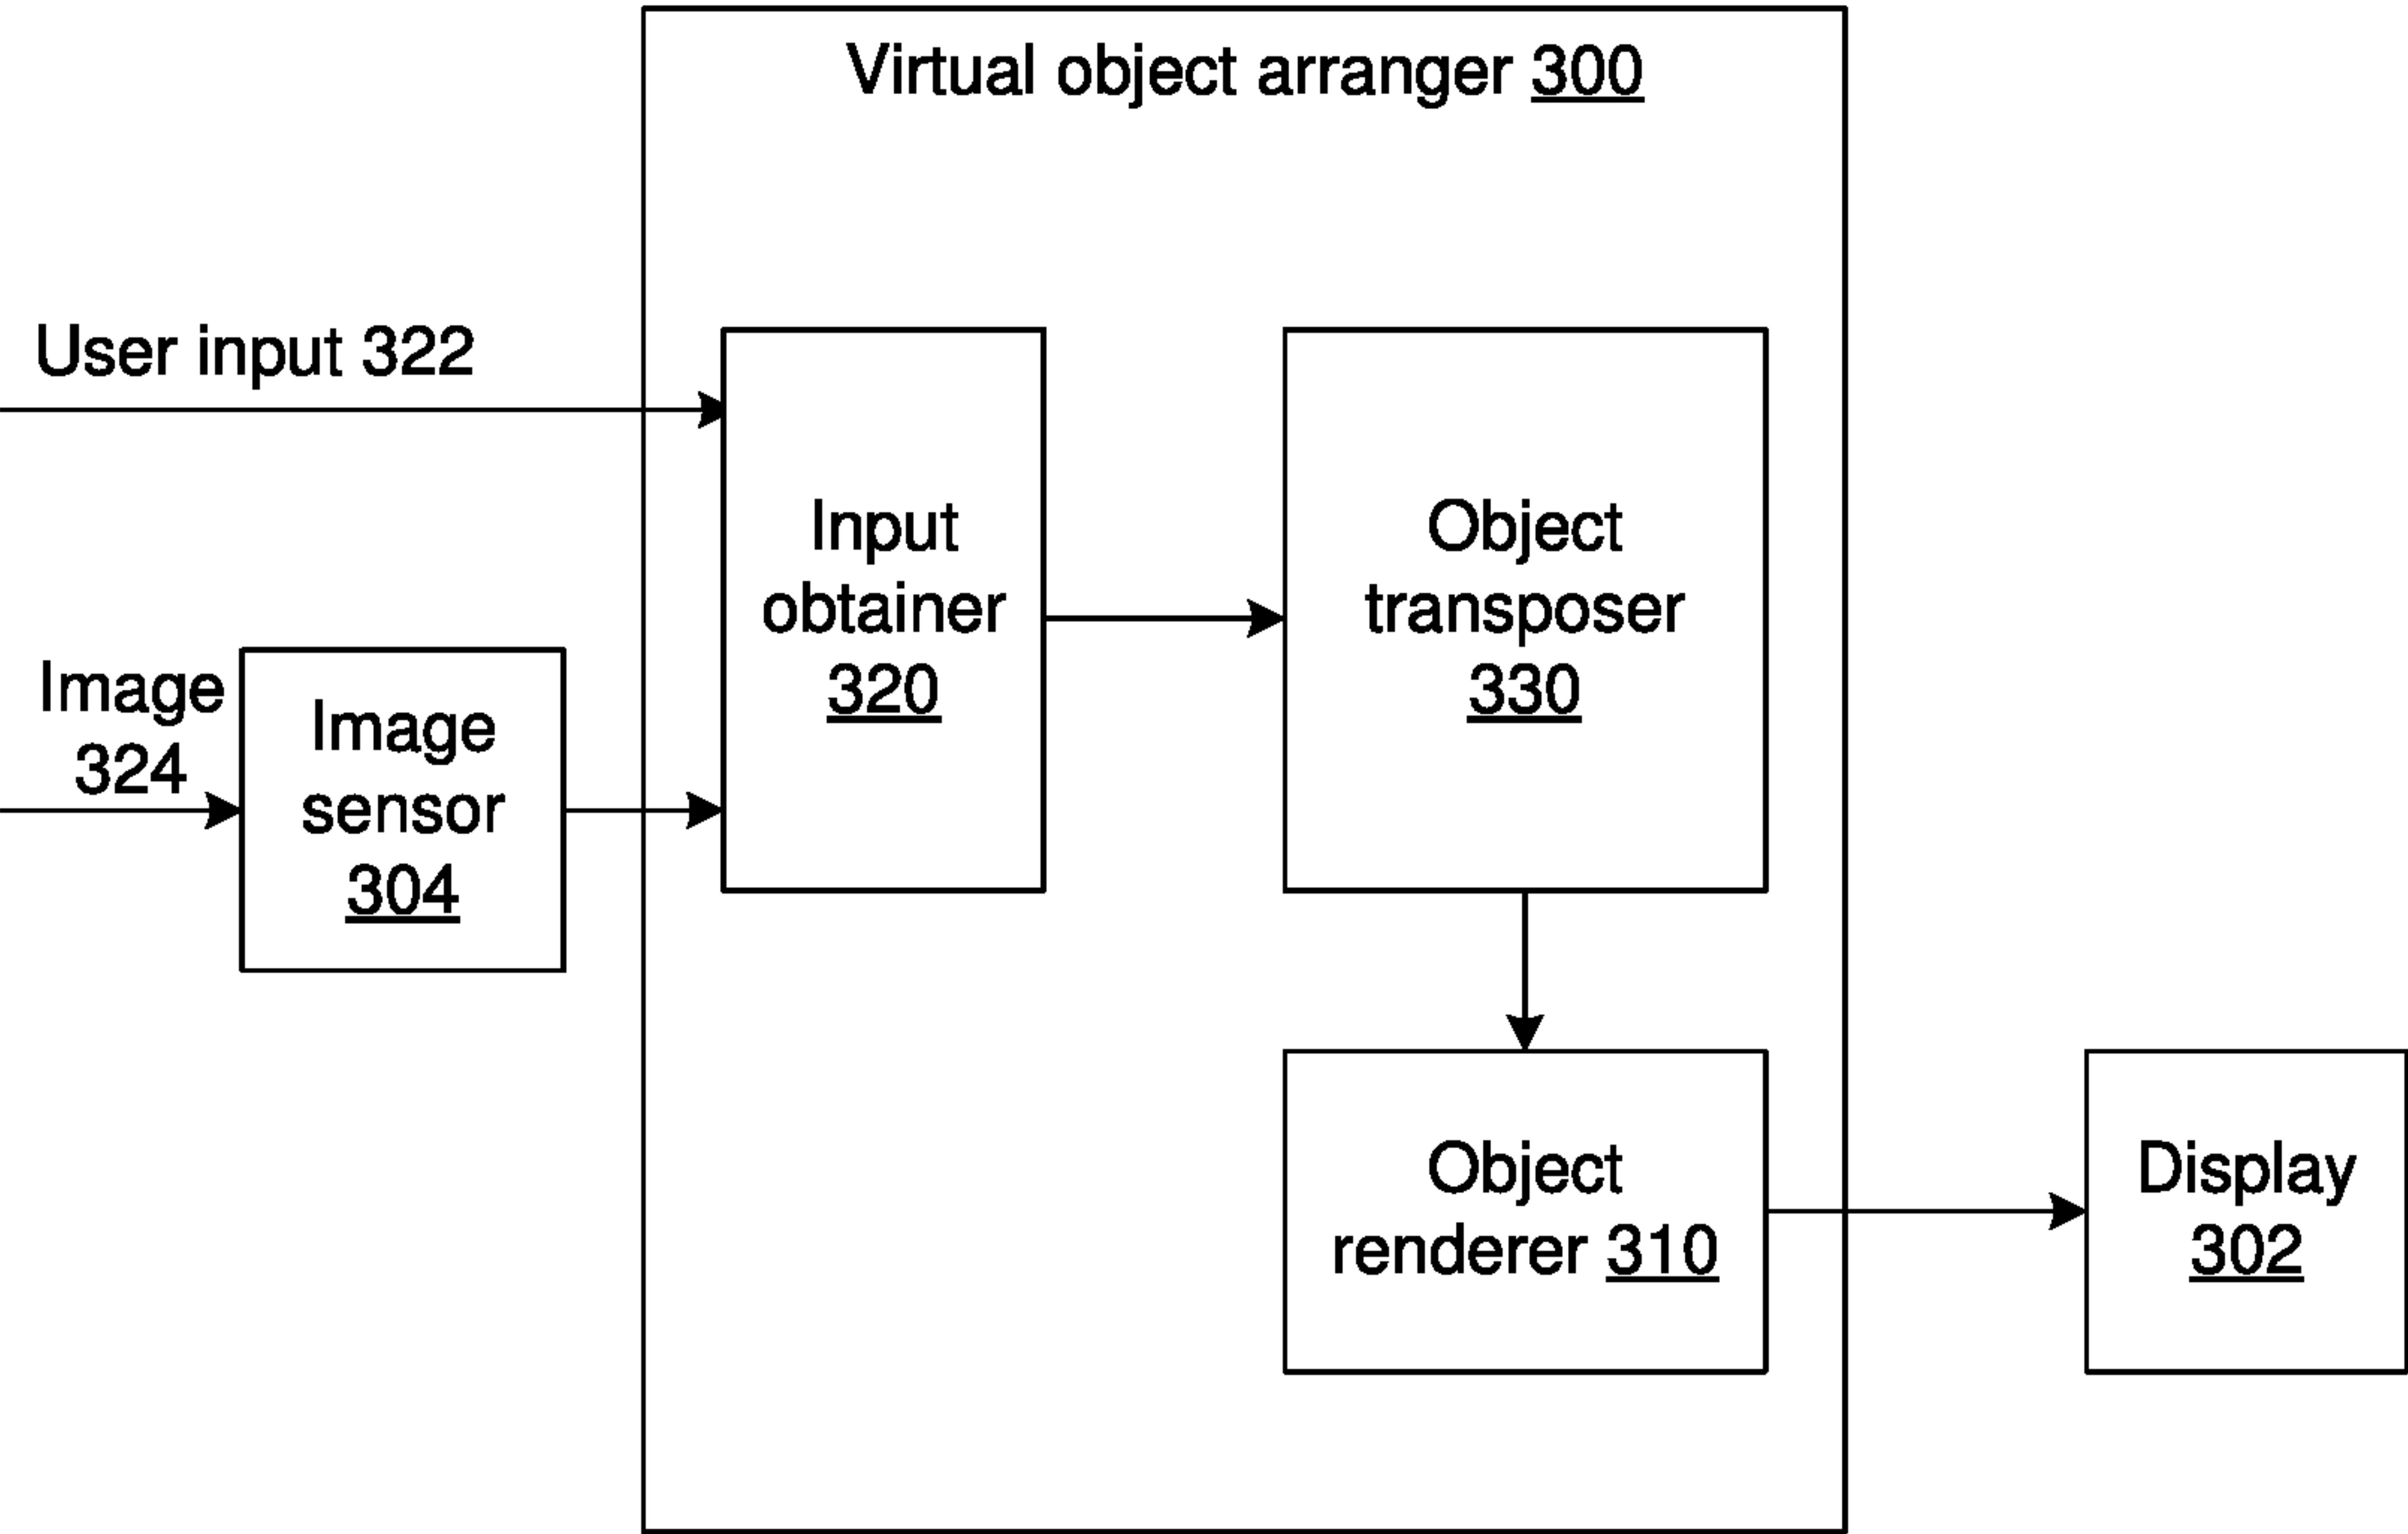 Virtual object arranger 300
User input 322
Input
obtainer
320
Object
transposer
330
Image
324
Image
sensor
304
Object
renderer 310
Display
302